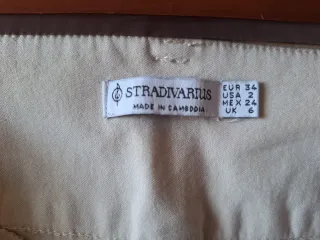 STRADIVARIUS
MADE IN CAMBODIA
EUR 34
USA 2
MEX 24
UK 6